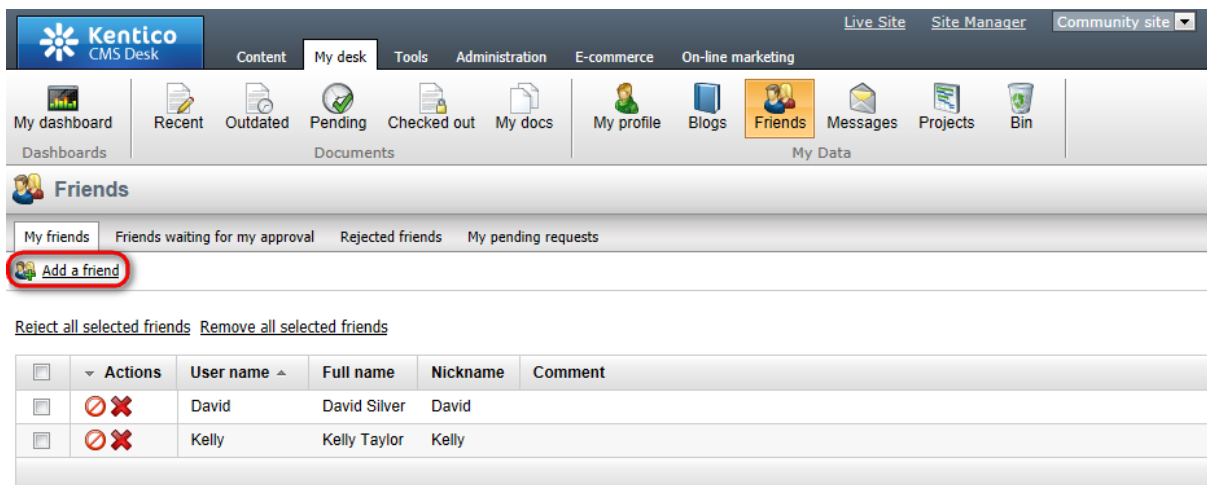 Live Site Site Manager Community site
Kentico
CMS Desk
Content My desk Tools Administration E-commerce On-line marketing
My dashboard Recent Outdated Pending Checked out My docs My profile Blogs Friends Messages Projects Bin
Dashboards Documents My Data
Friends
My friends Friends waiting for my approval Rejected friends My pending requests
Add a friend
Reject all selected friends Remove all selected friends
Actions User name Full name Nickname Comment
David David Silver David
Kelly Kelly Taylor Kelly